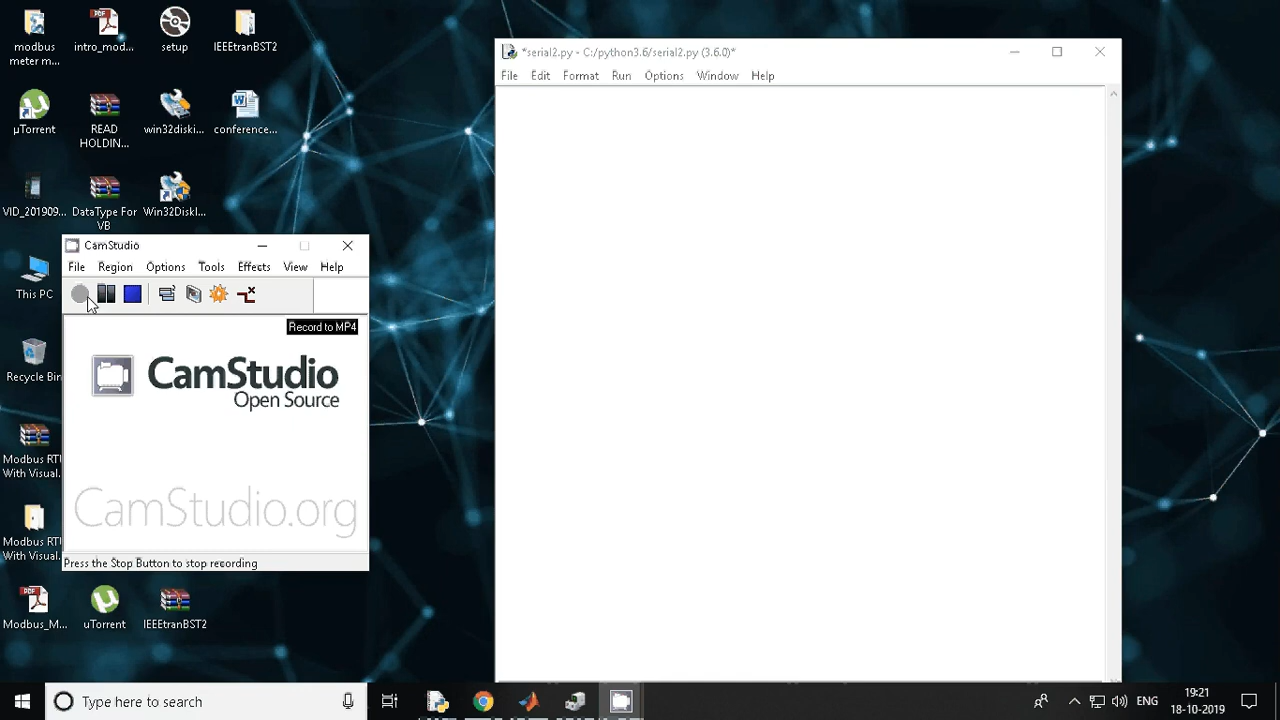 modbus
meter m...
intro_mod...
setup
IEEEtranBST2
µTorrent
READ
HOLDIN...
win32diski...
conference...
VID_201909...
DataType For
VB
Win32DiskI...
This PC
Recycle Bin
Modbus RT
With Visual.
Modbus RT
With Visual.
Modbus_M...
uTorrent
IEEEtranBST2
CamStudio
File Region Options Tools Effects View Help
Record to MP4
CamStudio
Open Source
CamStudio.org
Press the Stop Button to stop recording
*serial2.py - C:/python3.6/serial2.py (3.6.0)*
File Edit Format Run Options Window Help
Type here to search
ENG
19:21
18-10-2019